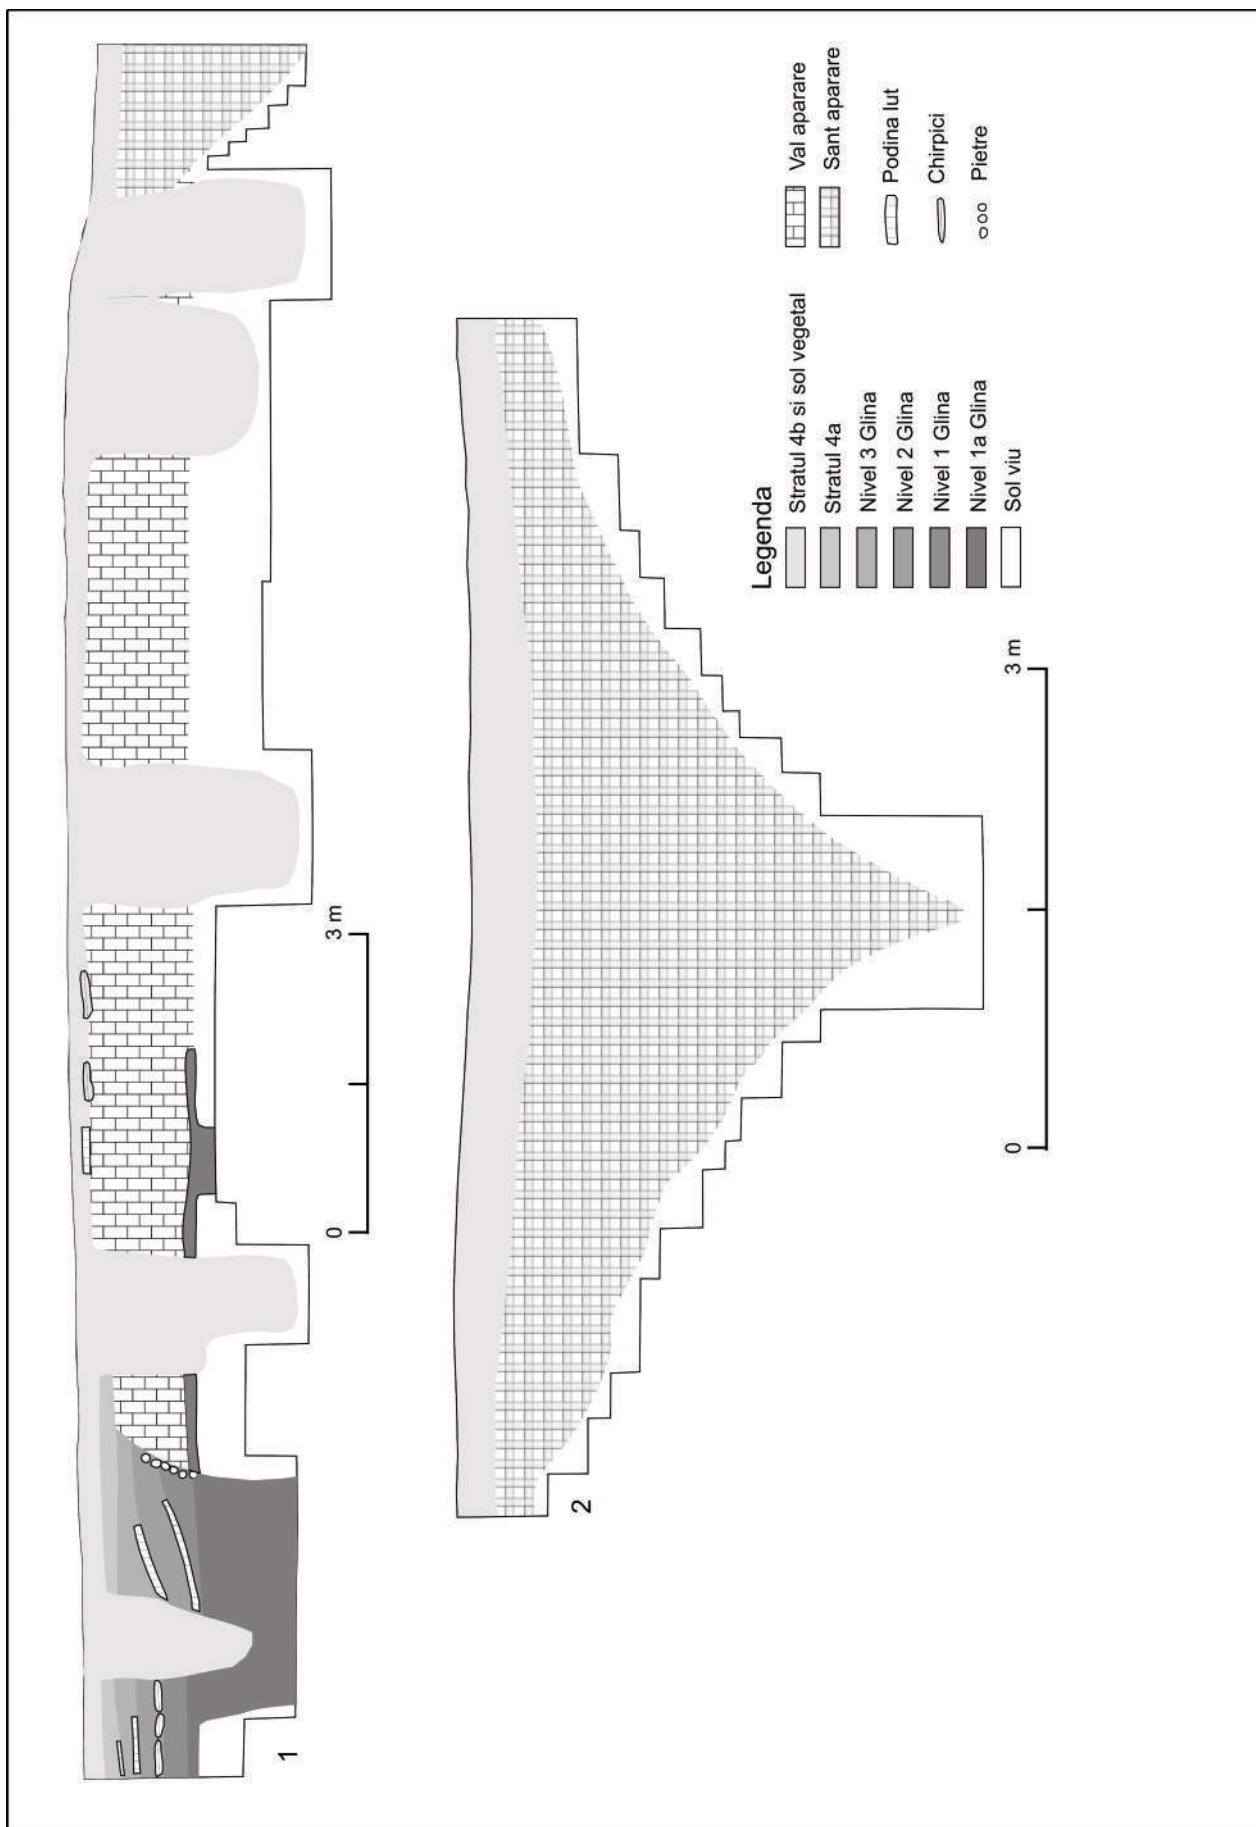 1
0
3 m
2
0
3 m
Legenda
Stratul 4b si sol vegetal
Stratul 4a
Nivel 3 Glina
Nivel 2 Glina
Nivel 1 Glina
Nivel 1a Glina
Sol viu
Val aparare
Sant aparare
Podina lut
Chirpici
Pietre